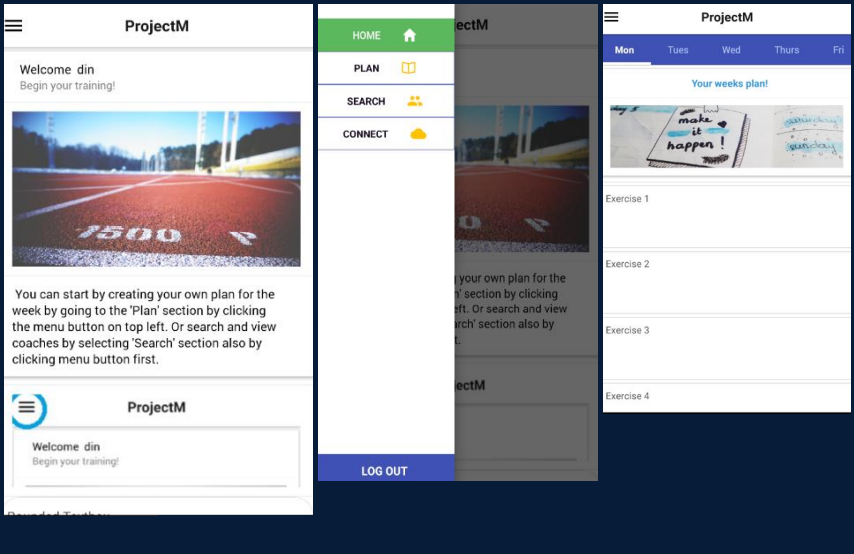 ProjectM
Welcome din
Begin your training!
1500 P
You can start by creating your own plan for the
week by going to the 'Plan' section by clicking
the menu button on top left. Or search and view
coaches by selecting 'Search' section also by
clicking menu button first.
ProjectM
Welcome din
Begin your training!
Rounded Textbox
HOME
PLAN
SEARCH
CONNECT
LOG OUT
ectM
your own plan for the
n' section by clicking
eft. Or search and view
arch' section also by
t.
ectM
ProjectM
Mon Tues Wed Thurs Fri
Your weeks plan!
make
it
happen!
saturday
sunday
Exercise 1
Exercise 2
Exercise 3
Exercise 4